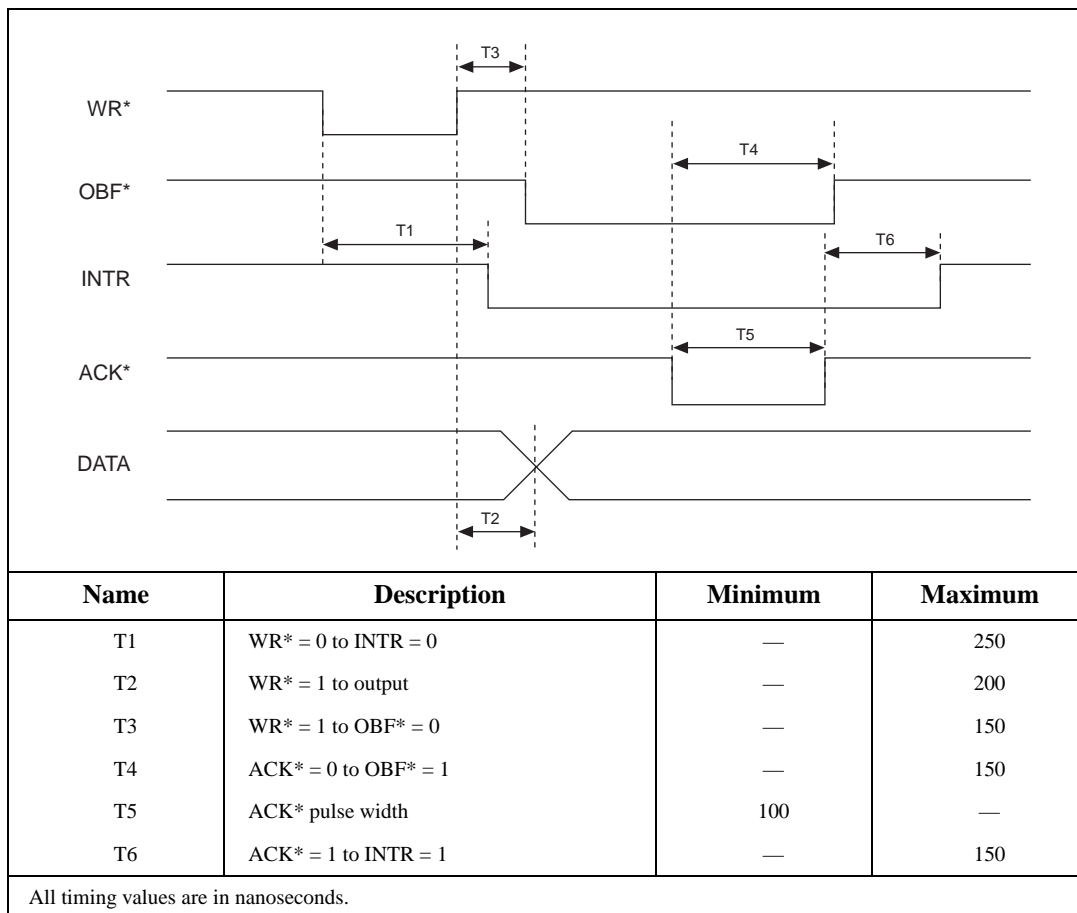 T3
WR*
T4
OBF*
T1
T6
INTR
T5
ACK*
DATA
T2
Name Description Minimum Maximum
T1 WR* = 0 to INTR = 0 — 250
T2 WR* = 1 to output — 200
T3 WR* = 1 to OBF* = 0 — 150
T4 ACK* = 0 to OBF* = 1 — 150
T5 ACK* pulse width 100 —
T6 ACK* = 1 to INTR = 1 — 150
All timing values are in nanoseconds.